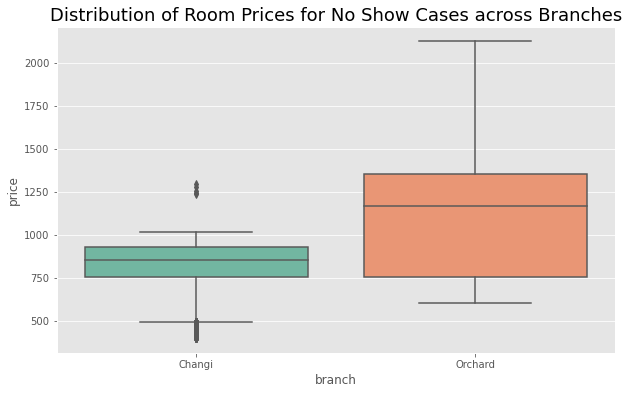 Distribution of Room Prices for No Show Cases across Branches
2000
1750
1500
1250
1000
750
500
price
Changi
Orchard
branch